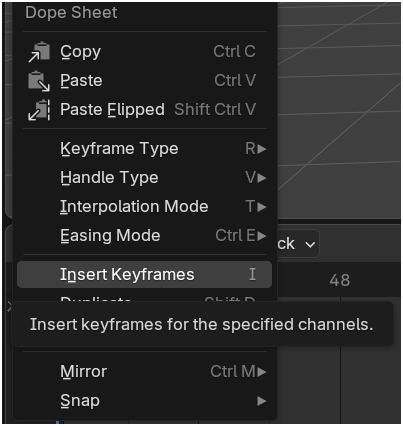 Dope Sheet
Copy Ctrl C
Paste Ctrl V
Paste Flipped Shift Ctrl V
Keyframe Type R
Handle Type V
Interpolation Mode T
Easing Mode Ctrl E
ck
Insert Keyframes I
48
Duplicate Shift D
Insert keyframes for the specified channels.
Mirror Ctrl M
Snap